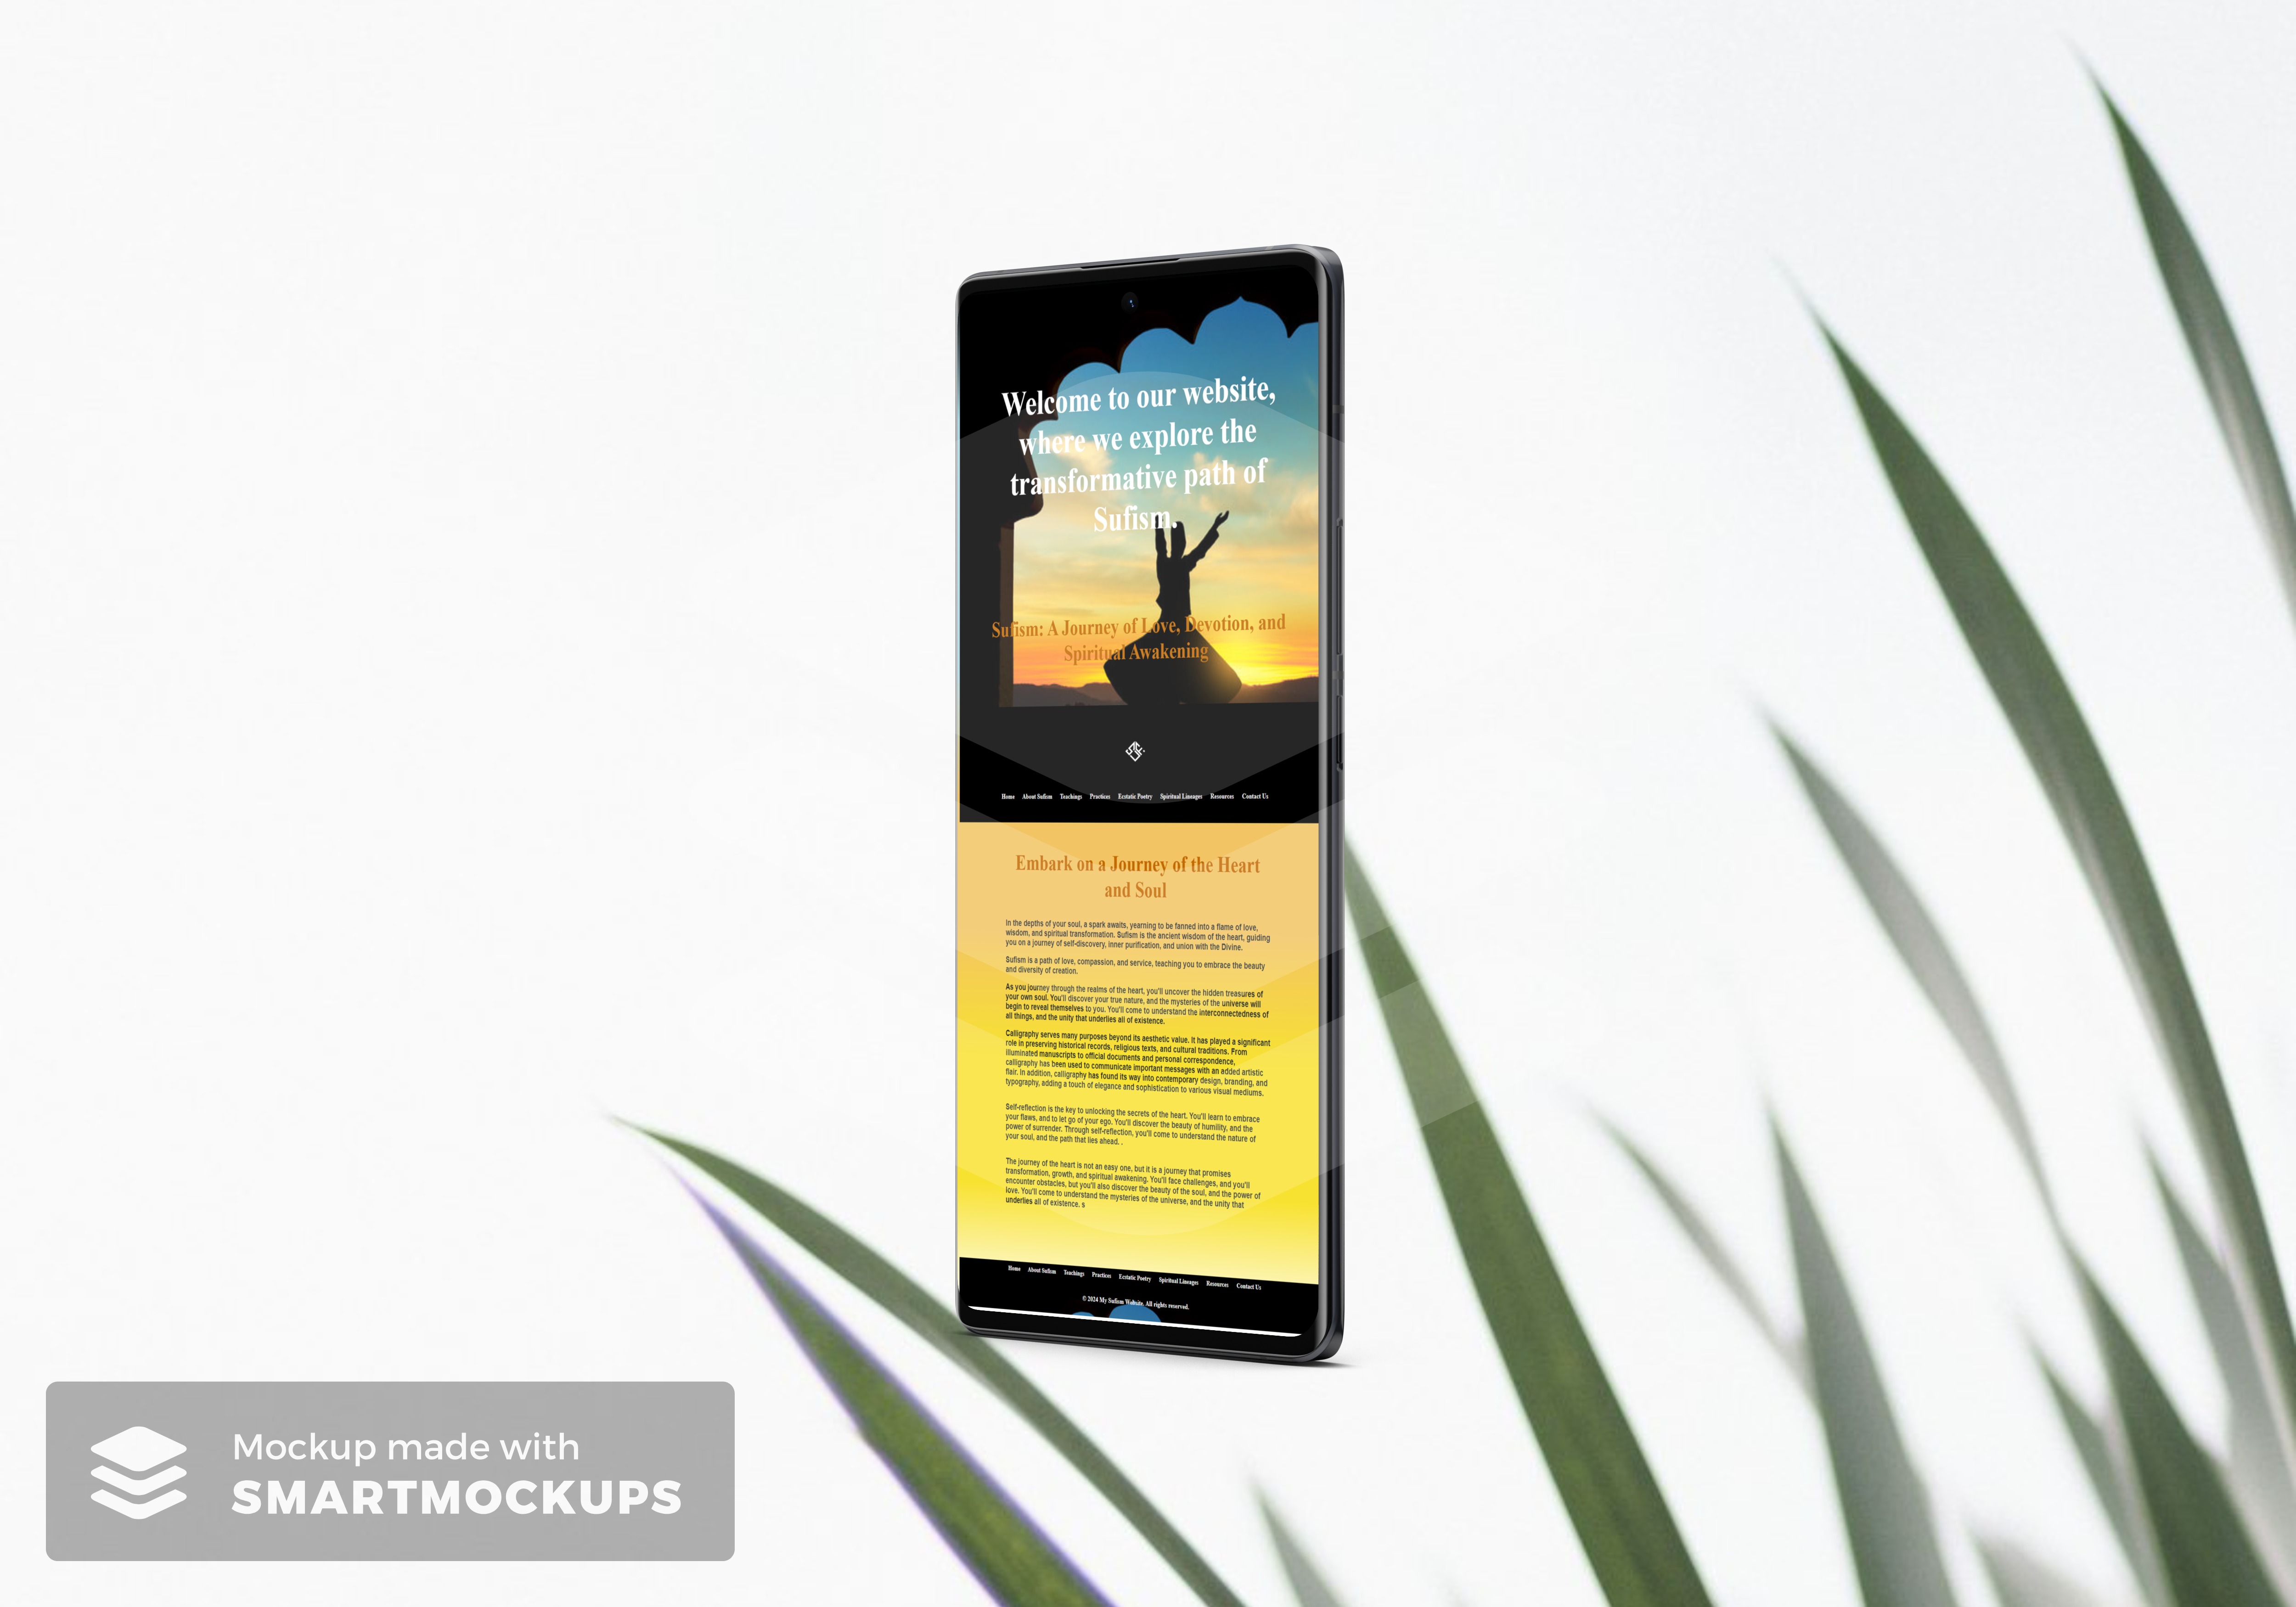 Welcome to our website,
where we explore the
transformative path of
Sufism.
Sufism: A Journey of Love, Devotion, and
Spiritual Awakening
Home About Sufism Teachings Practices Ecstatic Poetry Spiritual Lineages Resources Contact Us
Embark on a Journey of the Heart
and Soul
In the depths of your soul, a spark awaits, yearning to be fanned into a flame of love,
wisdom, and spiritual transformation. Sufism is the ancient wisdom of the heart, guiding
you on a journey of self-discovery, inner purification, and union with the Divine.
Sufism is a path of love, compassion, and service, teaching you to embrace the beauty
and diversity of creation.
As you journey through the realms of the heart, you'll uncover the hidden treasures of
your own soul. You'll discover your true nature, and the mysteries of the universe will
begin to reveal themselves to you. You'll come to understand the interconnectedness of
all things, and the unity that underlies all of existence.
Calligraphy serves many purposes beyond its aesthetic value. It has played a significant
role in preserving historical records, religious texts, and cultural traditions. From
illuminated manuscripts to official documents and personal correspondence,
calligraphy has been used to communicate important messages with an added artistic
flair. In addition, calligraphy has found its way into contemporary design, branding, and
typography, adding a touch of elegance and sophistication to various visual mediums.
Self-reflection is the key to unlocking the secrets of the heart. You'll learn to embrace
your flaws, and to let go of your ego. You'll discover the beauty of humility, and the
power of surrender. Through self-reflection, you'll come to understand the nature of
your soul, and the path that lies ahead. .
The journey of the heart is not an easy one, but it is a journey that promises
transformation, growth, and spiritual awakening. You'll face challenges, and you'll
encounter obstacles, but you'll also discover the beauty of the soul, and the power of
love. You'll come to understand the mysteries of the universe, and the unity that
underlies all of existence. s
Home About Sufism Teachings Practices Ecstatic Poetry Spiritual Lineages Resources Contact Us
© 2024 My Sufism Website. All rights reserved.
Mockup made with
SMARTMOCKUPS